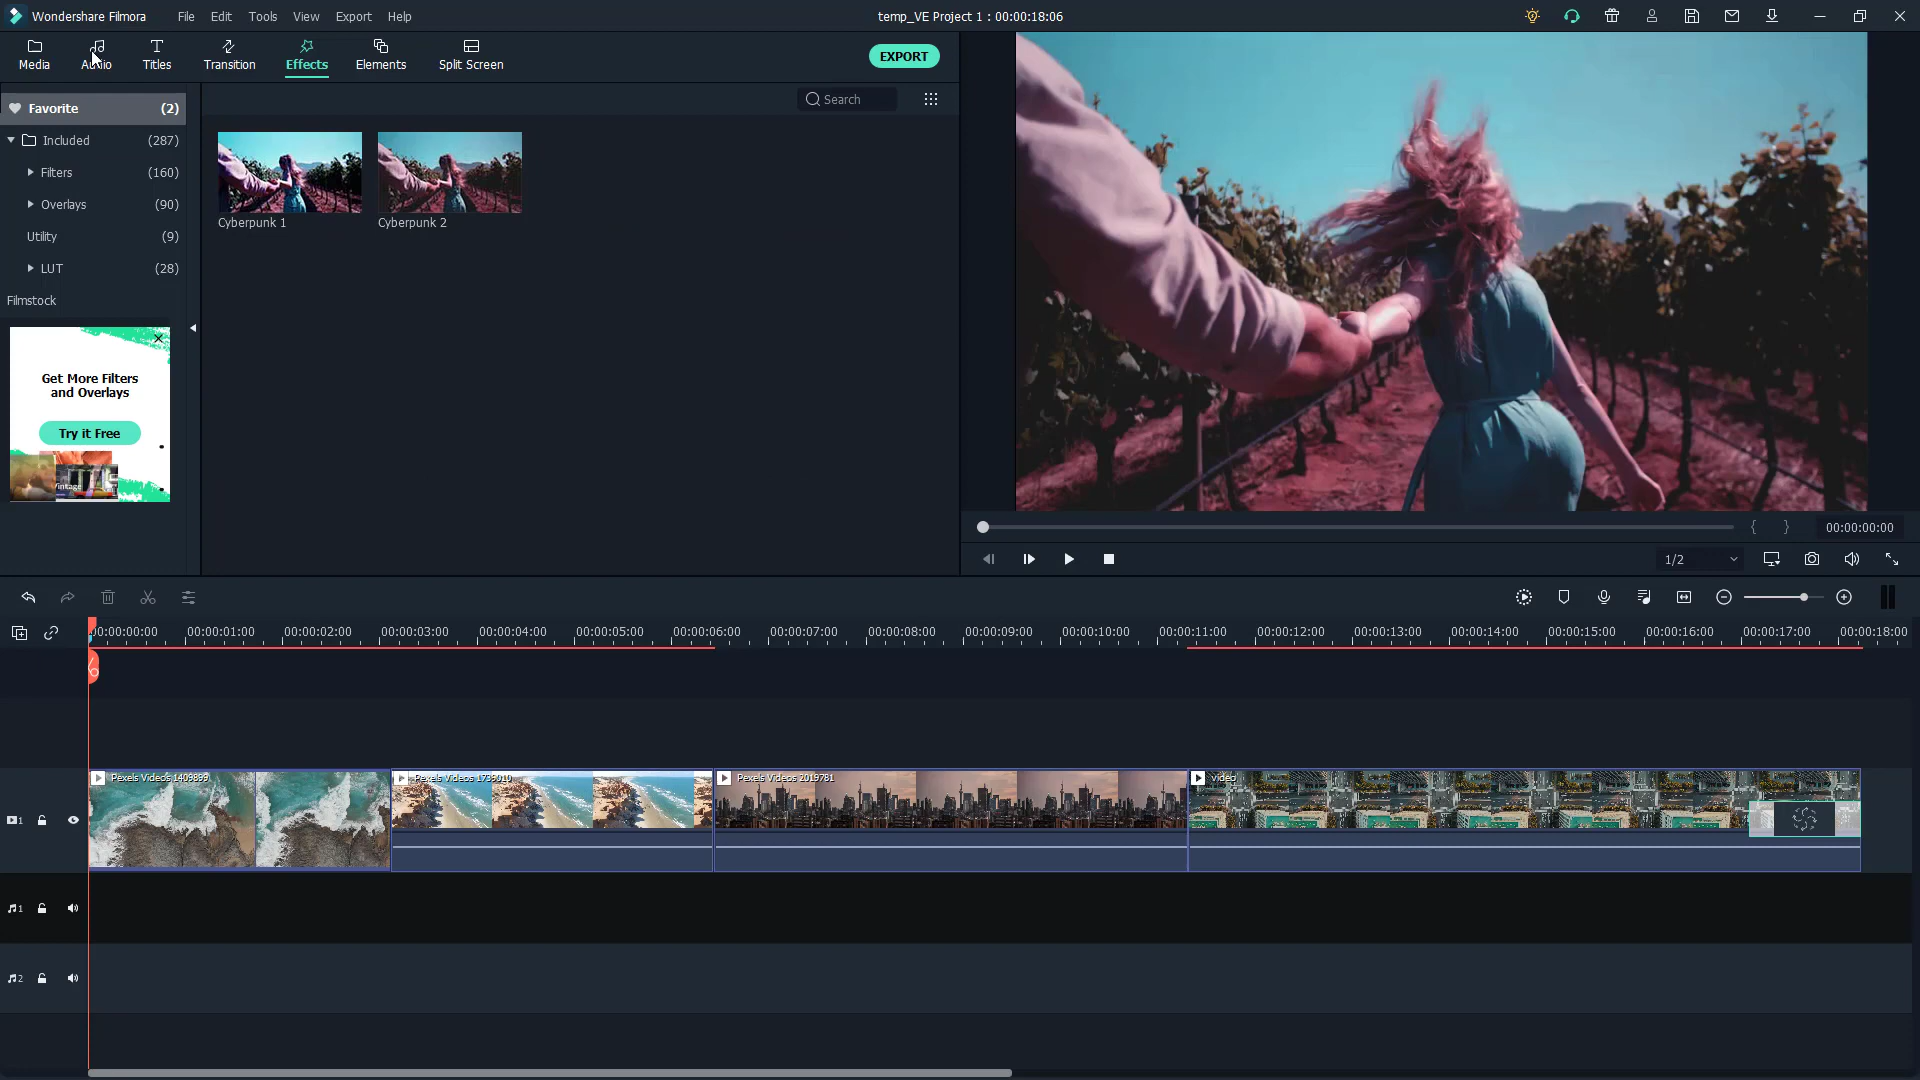 Wondershare Filmora
File Edit Tools View Export Help
temp_VE Project 1 : 00:00:18:06
Media Audio Titles Transition Effects Elements Split Screen
EXPORT
Favorite (2)
Included (287)
Filters (160)
Overlays (90)
Utility (9)
LUT (28)
Filmstock
Get More Filters
and Overlays
Try it Free
Search
Cyberpunk 1
Cyberpunk 2
{ } 00:00:00:00
1/2
00:00:00:00 00:00:01:00 00:00:02:00 00:00:03:00 00:00:04:00 00:00:05:00 00:00:06:00 00:00:07:00 00:00:08:00 00:00:09:00 00:00:10:00 00:00:11:00 00:00:12:00 00:00:13:00 00:00:14:00 00:00:15:00 00:00:16:00 00:00:17:00 00:00:18:00
Pexels Videos 1409899
Pexels Videos 1739010
Pexels Videos 2019781
video
1
1
2